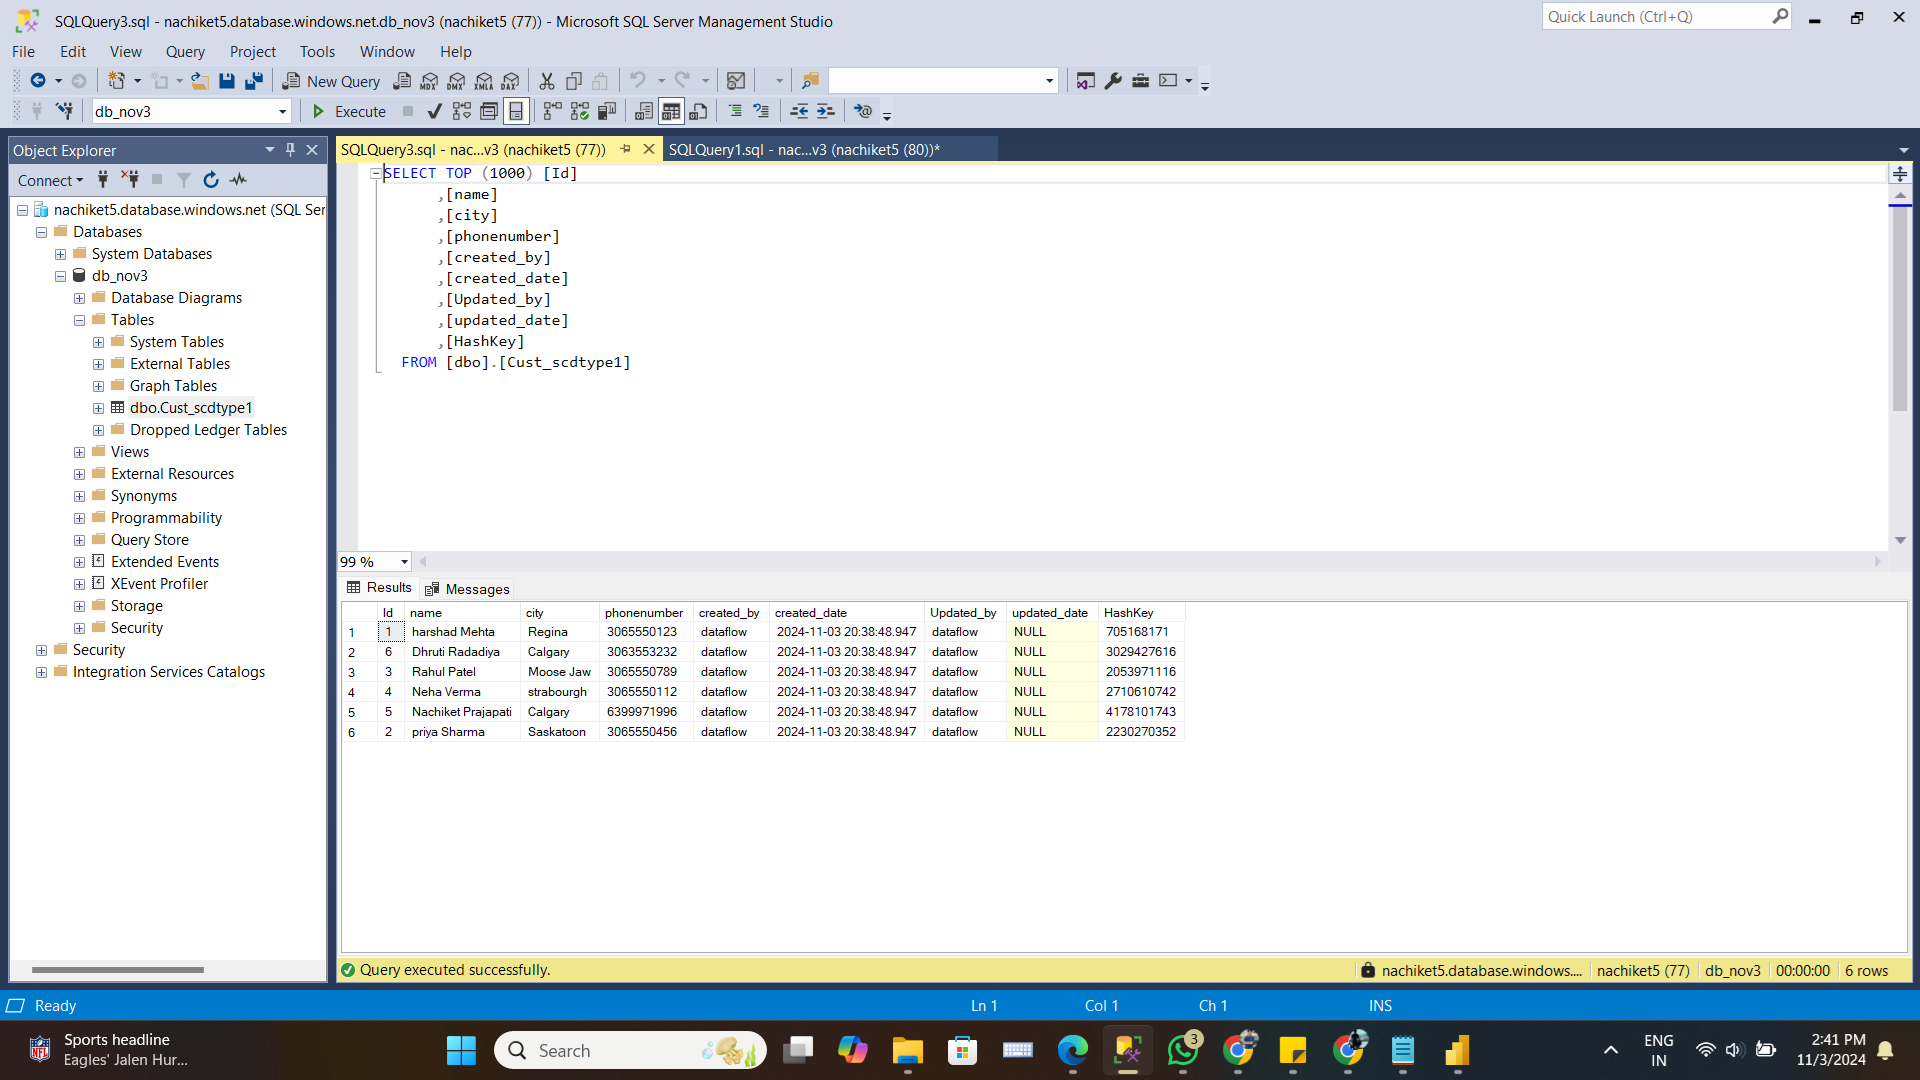 SQLQuery3.sql - nachiket5.database.windows.net.db_nov3 (nachiket5 (77)) - Microsoft SQL Server Management Studio
Quick Launch (Ctrl+Q)
File Edit View Query Project Tools Window Help
New Query MDX DMX XMLA DAX
db_nov3 Execute
Object Explorer
Connect
nachiket5.database.windows.net (SQL Ser
Databases
System Databases
db_nov3
Database Diagrams
Tables
System Tables
External Tables
Graph Tables
dbo.Cust_scdtype1
Dropped Ledger Tables
Views
External Resources
Synonyms
Programmability
Query Store
Extended Events
XEvent Profiler
Storage
Security
Security
Integration Services Catalogs
SQLQuery3.sql - nac...v3 (nachiket5 (77)) SQLQuery1.sql - nac...v3 (nachiket5 (80))*
SELECT TOP (1000) [Id]
,[name]
,[city]
,[phonenumber]
,[created_by]
,[created_date]
,[Updated_by]
,[updated_date]
,[HashKey]
FROM [dbo].[Cust_scdtype1]
99 %
Results Messages
Id name city phonenumber created_by created_date Updated_by updated_date HashKey
1 1 harshad Mehta Regina 3065550123 dataflow 2024-11-03 20:38:48.947 dataflow NULL 705168171
2 6 Dhruti Radadiya Calgary 3063553232 dataflow 2024-11-03 20:38:48.947 dataflow NULL 3029427616
3 3 Rahul Patel Moose Jaw 3065550789 dataflow 2024-11-03 20:38:48.947 dataflow NULL 2053971116
4 4 Neha Verma strabourgh 3065550112 dataflow 2024-11-03 20:38:48.947 dataflow NULL 2710610742
5 5 Nachiket Prajapati Calgary 6399971996 dataflow 2024-11-03 20:38:48.947 dataflow NULL 4178101743
6 2 priya Sharma Saskatoon 3065550456 dataflow 2024-11-03 20:38:48.947 dataflow NULL 2230270352
Query executed successfully. nachiket5.database.windows.... nachiket5 (77) db_nov3 00:00:00 6 rows
Ready Ln 1 Col 1 Ch 1 INS
Sports headline
Eagles' Jalen Hur...
Search
3
ENG
IN
2:41 PM
11/3/2024